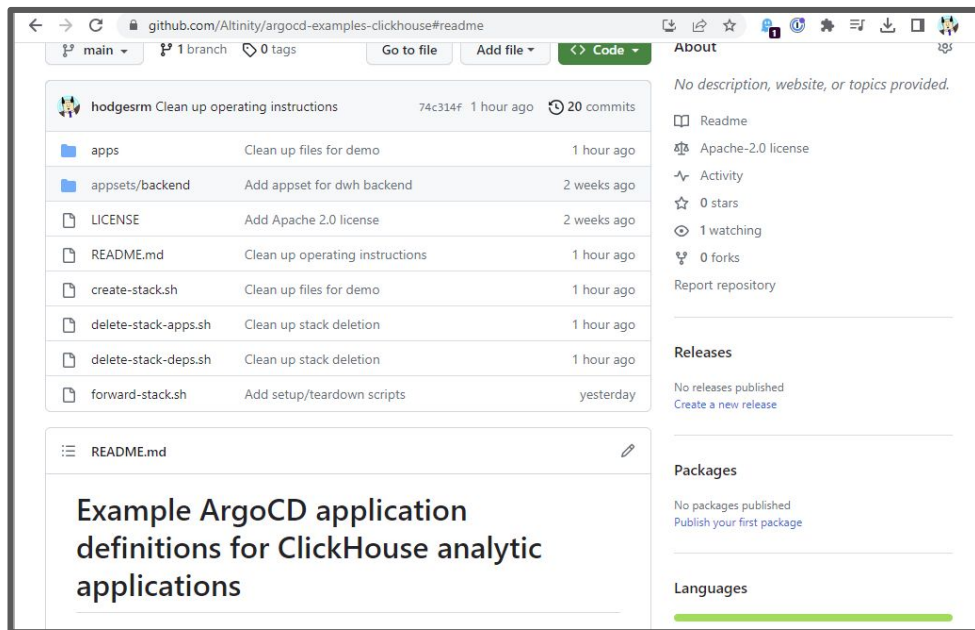 github.com/Altinity/argocd-examples-clickhouse#readme
1
main
1 branch
0 tags
Go to file
Add file
<> Code
About
No description, website, or topics provided.
hodgesrm Clean up operating instructions 74c314f 1 hour ago 20 commits
apps Clean up files for demo 1 hour ago
appsets/backend Add appset for dwh backend 2 weeks ago
LICENSE Add Apache 2.0 license 2 weeks ago
README.md Clean up operating instructions 1 hour ago
create-stack.sh Clean up files for demo 1 hour ago
delete-stack-apps.sh Clean up stack deletion 1 hour ago
delete-stack-deps.sh Clean up stack deletion 1 hour ago
forward-stack.sh Add setup/teardown scripts yesterday
README.md
Example ArgoCD application
definitions for ClickHouse analytic
applications
Readme
Apache-2.0 license
Activity
0 stars
1 watching
0 forks
Report repository
Releases
No releases published
Create a new release
Packages
No packages published
Publish your first package
Languages